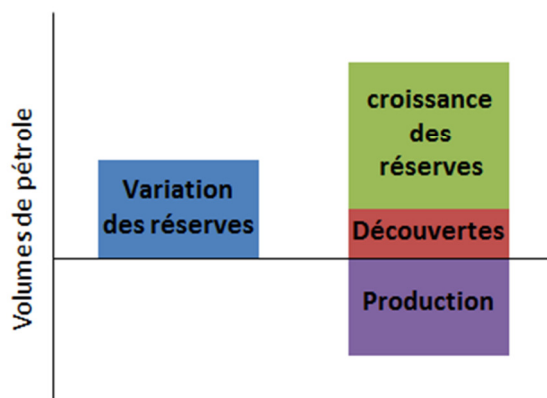 Volumes de pétrole
Variation
des réserves
croissance
des
réserves
Découvertes
Production